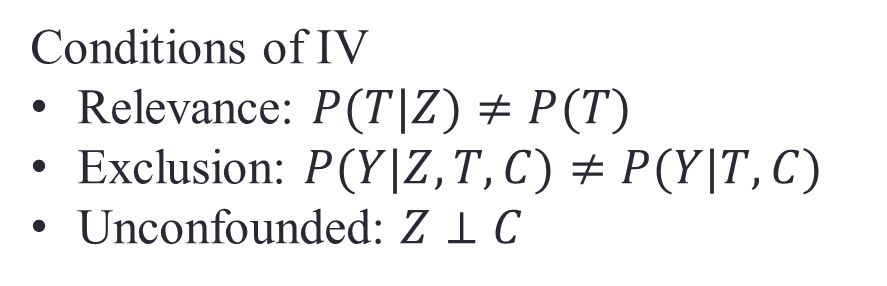 Conditions of IV
• Relevance: P(T|Z) ≠ P(T)
• Exclusion: P(Y|Z, T, C) ≠ P(Y|T, C)
• Unconfounded: Z ⊥ C